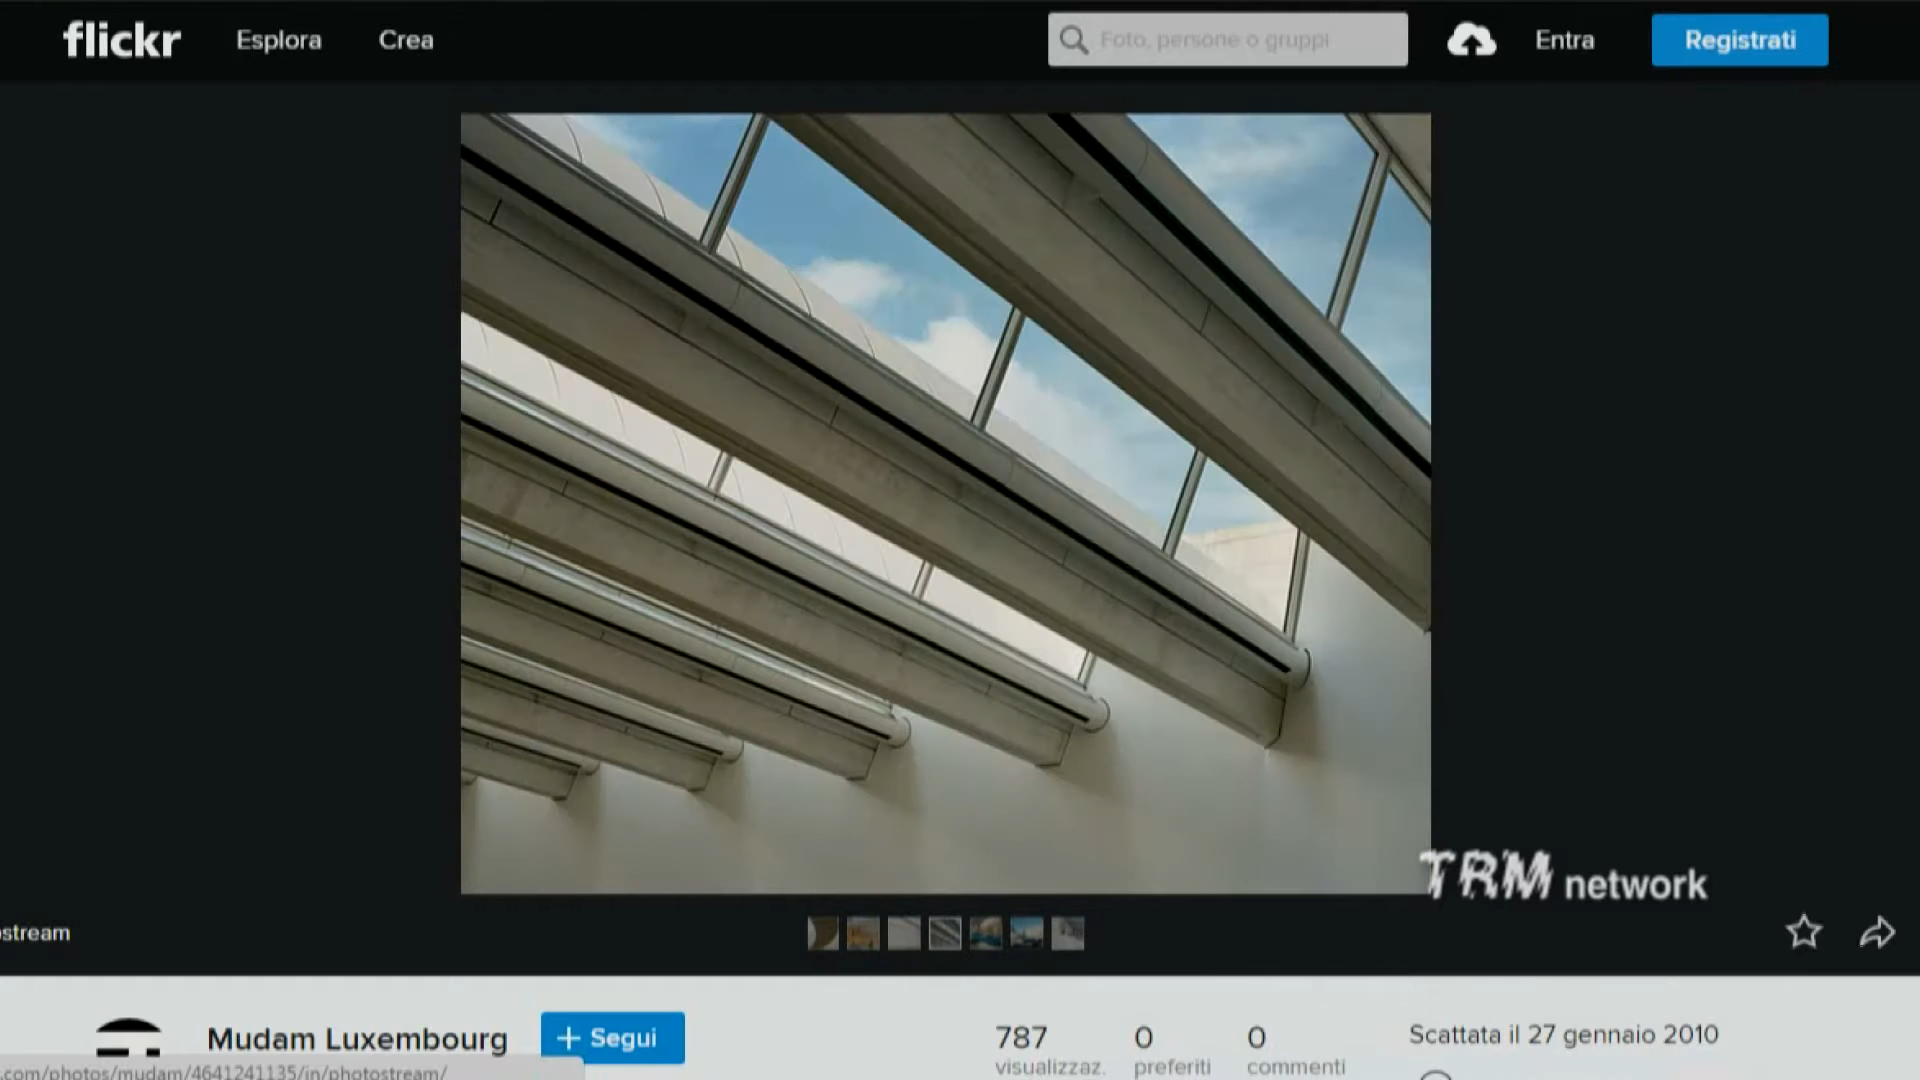 flickr Esplora Crea Foto, persone o gruppi Entra Registrati
TRM network
stream
Mudam Luxembourg + Segui 787 0 0 Scattata il 27 gennaio 2010
visualizzaz. preferiti commenti
.com/photos/mudam/4641241135/in/photostream/